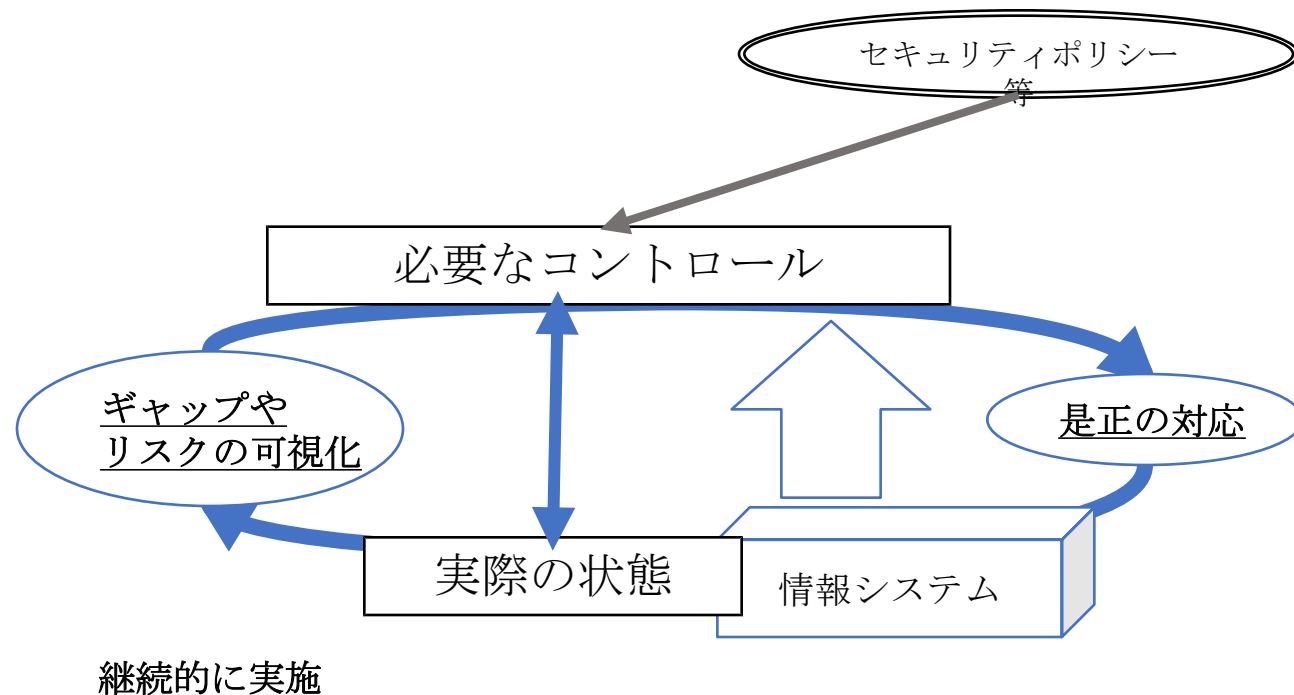 セキュリティポリシー
等
必要なコントロール
ギャップや
リスクの可視化
是正の対応
実際の状態
情報システム
継続的に実施